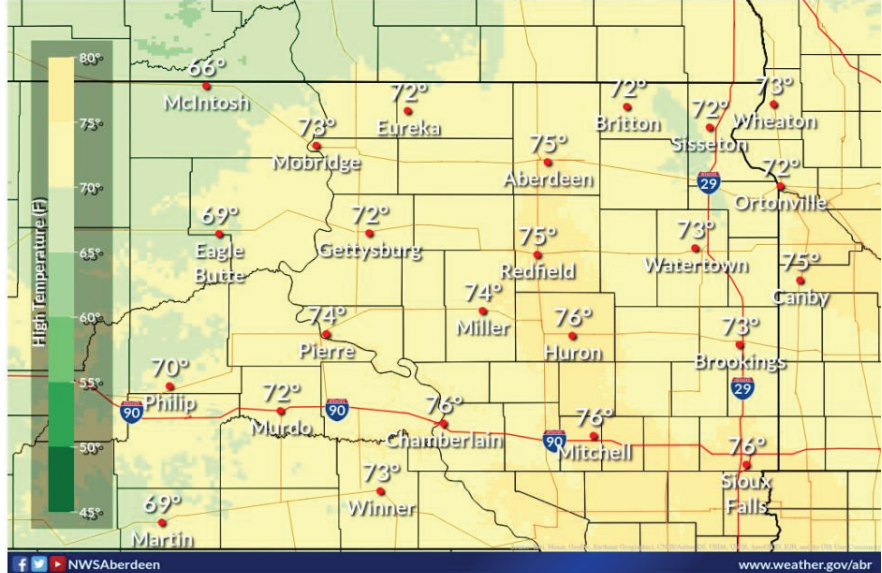 High Temperature (F)
80°
75°
70°
65°
60°
55°
50°
45°
66°
McIntosh
72°
Eureka
72°
Britton
73°
Wheaton
72°
Sisseton
73°
Mobridge
75°
Aberdeen
72°
Ortonville
29
69°
Eagle
Butte
72°
Gettysburg
75°
Redfield
73°
Watertown
75°
Canby
74°
Pierre
74°
Miller
76°
Huron
73°
Brookings
70°
Philip
72°
Murdo
90
90
76°
Chamberlain
76°
Mitchell
90
29
76°
Sioux
Falls
73°
Winner
69°
Martin
NWSAberdeen
www.weather.gov/abr